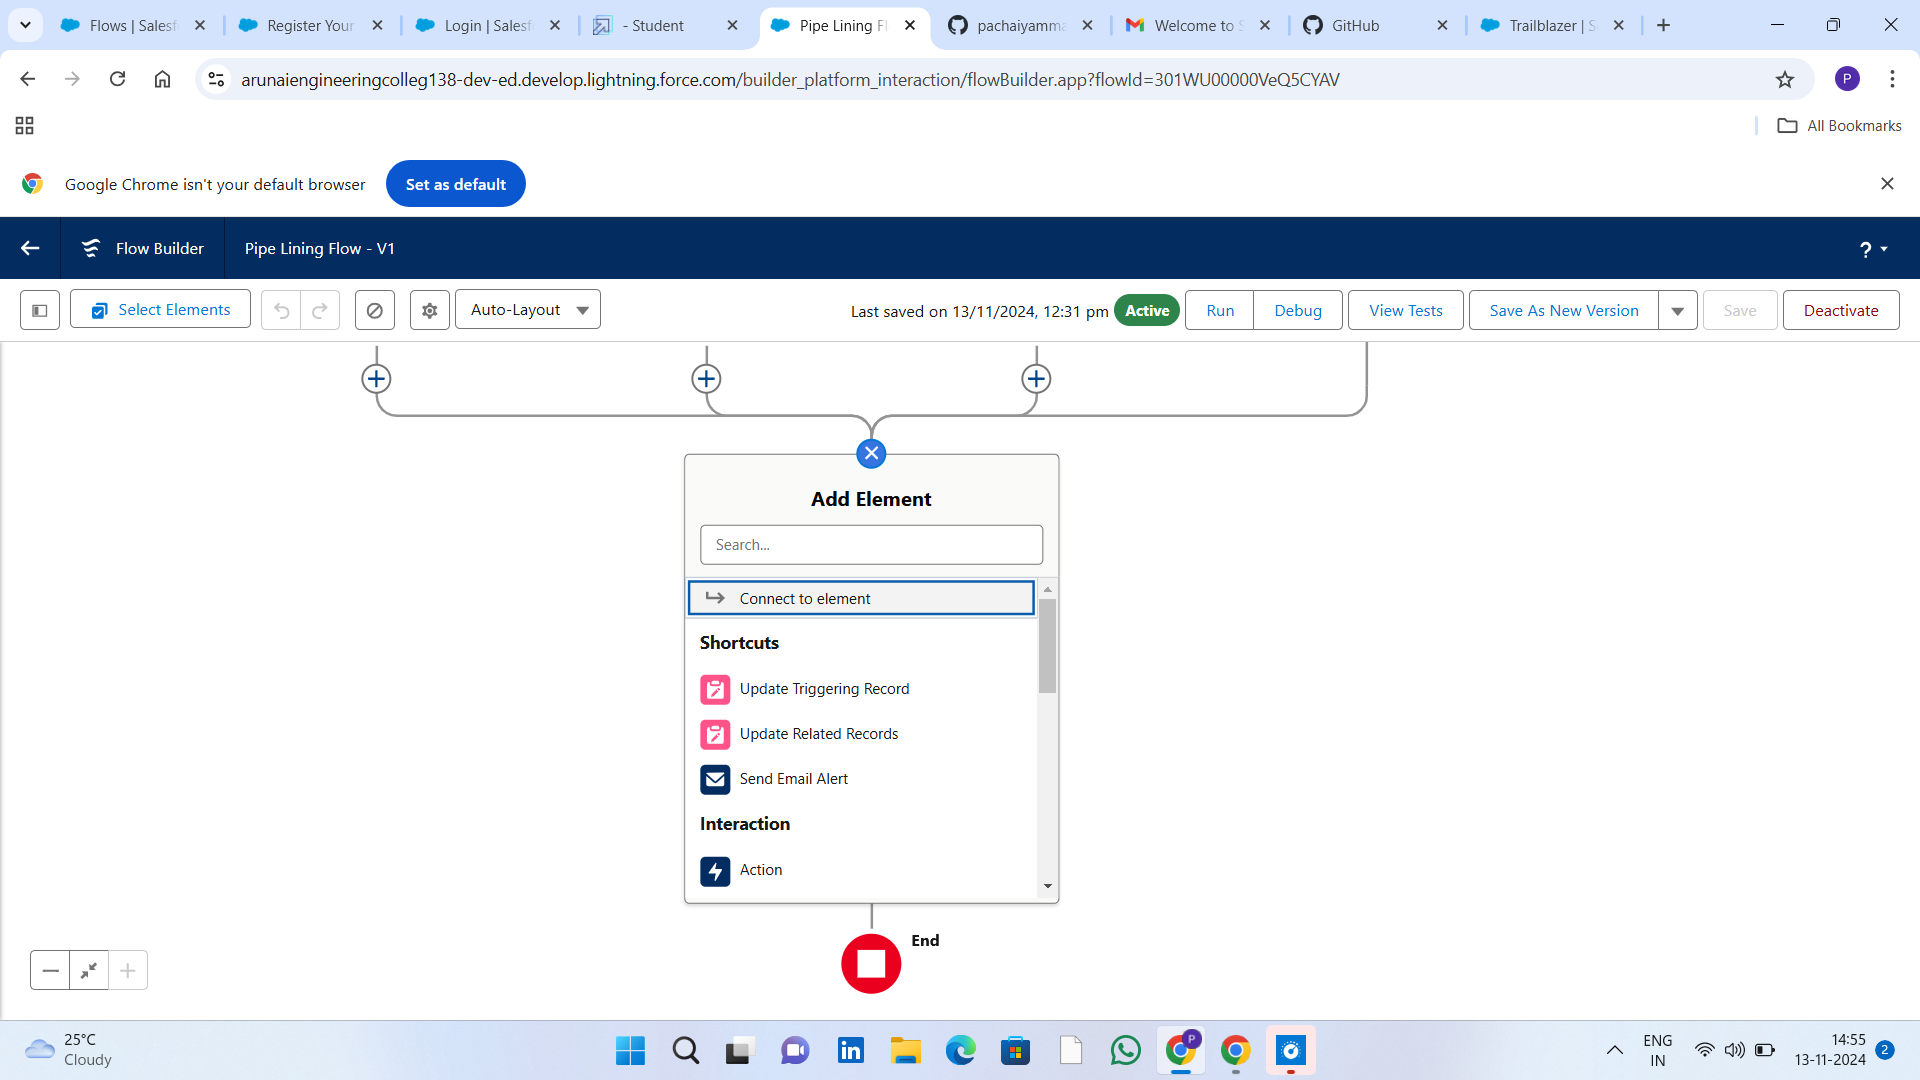 Flows | Salesf
Register Your
Login | Salesf
- Student
Pipe Lining Fl
pachaiyamma
Welcome to S
GitHub
Trailblazer | S
arunaiengineeringcolleg138-dev-ed.develop.lightning.force.com/builder_platform_interaction/flowBuilder.app?flowId=301WU00000VeQ5CYAV
P
All Bookmarks
Google Chrome isn't your default browser
Set as default
Flow Builder
Pipe Lining Flow - V1
?
Select Elements
Auto-Layout
Last saved on 13/11/2024, 12:31 pm
Active
Run
Debug
View Tests
Save As New Version
Save
Deactivate
Add Element
Search...
Connect to element
Shortcuts
Update Triggering Record
Update Related Records
Send Email Alert
Interaction
Action
End
25°C
Cloudy
in
P
ENG
IN
14:55
13-11-2024
2